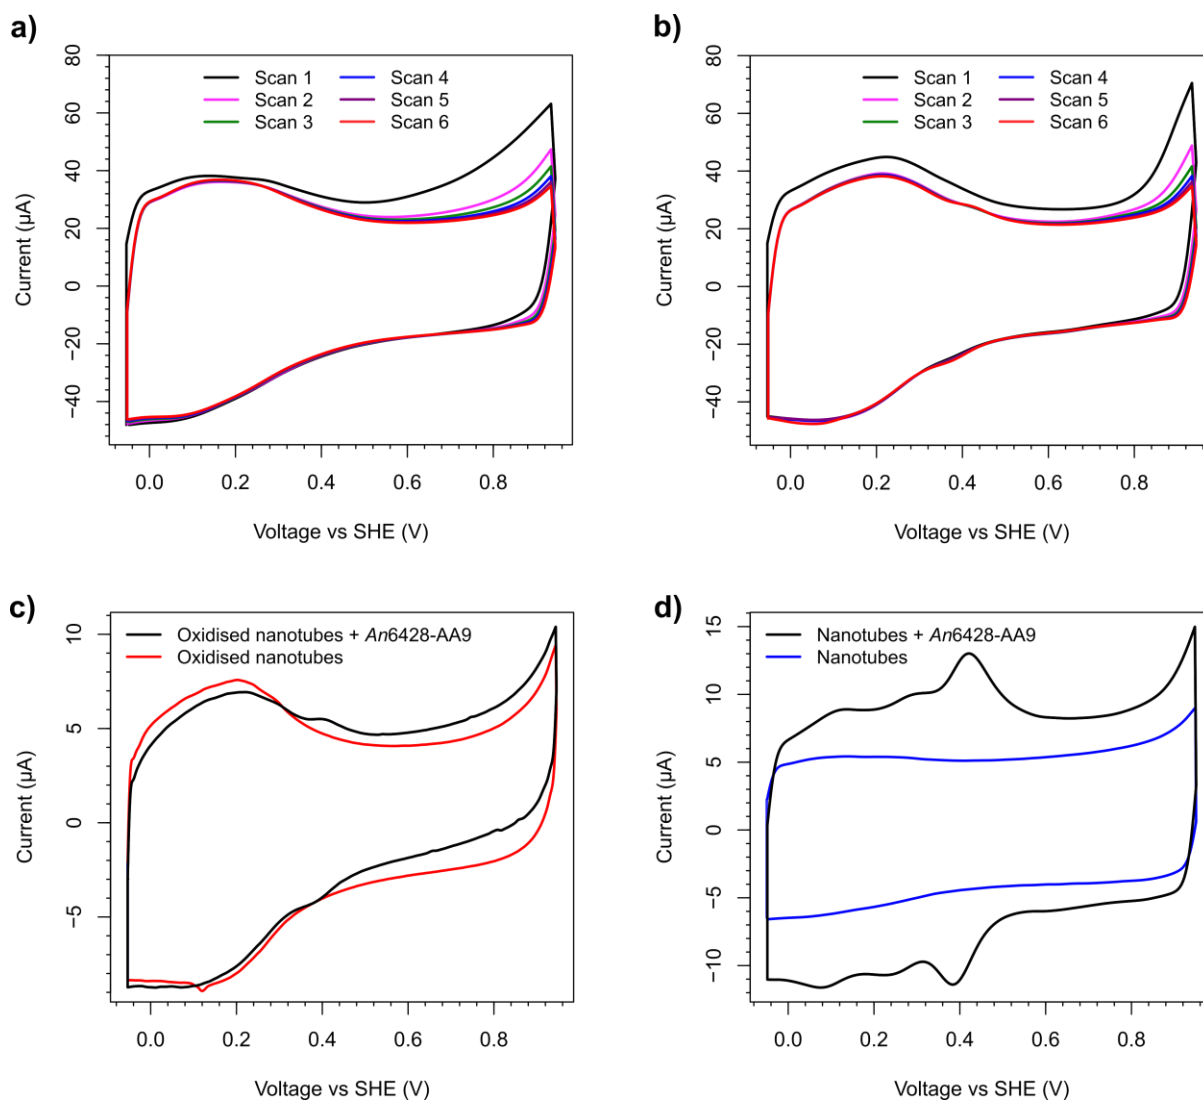 a)
80
60
40
20
0
−20
−40
Current (µA)
Scan 1
Scan 2
Scan 3
Scan 4
Scan 5
Scan 6
0.0 0.2 0.4 0.6 0.8
Voltage vs SHE (V)
b)
80
60
40
20
0
−20
−40
Current (µA)
Scan 1
Scan 2
Scan 3
Scan 4
Scan 5
Scan 6
0.0 0.2 0.4 0.6 0.8
Voltage vs SHE (V)
c)
10
5
0
−5
Current (µA)
Oxidised nanotubes + An6428-AA9
Oxidised nanotubes
0.0 0.2 0.4 0.6 0.8
Voltage vs SHE (V)
d)
15
10
5
0
−5
−10
Current (µA)
Nanotubes + An6428-AA9
Nanotubes
0.0 0.2 0.4 0.6 0.8
Voltage vs SHE (V)